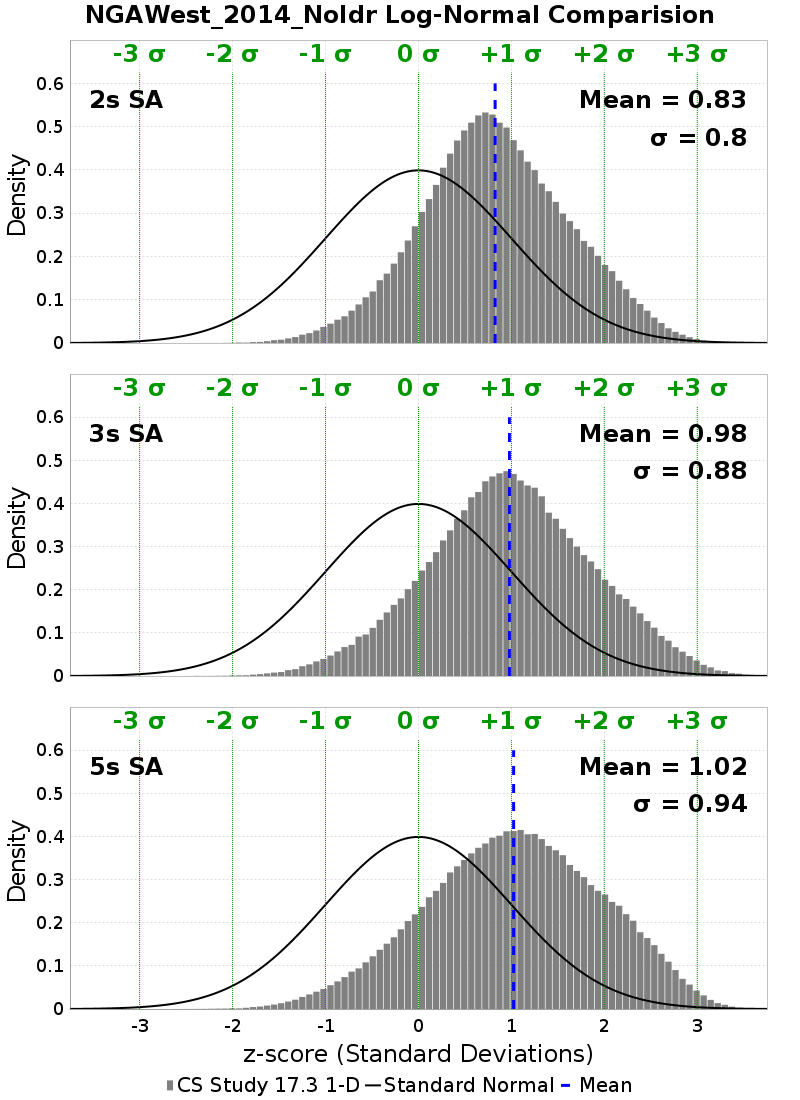 NGAWest_2014_NoIdr Log-Normal Comparision
-3 σ -2 σ -1 σ 0 σ +1 σ +2 σ +3 σ
2s SA
Mean = 0.83
σ = 0.8
Density
0.6
0.5
0.4
0.3
0.2
0.1
0
-3 σ -2 σ -1 σ 0 σ +1 σ +2 σ +3 σ
3s SA
Mean = 0.98
σ = 0.88
Density
0.6
0.5
0.4
0.3
0.2
0.1
0
-3 σ -2 σ -1 σ 0 σ +1 σ +2 σ +3 σ
5s SA
Mean = 1.02
σ = 0.94
Density
0.6
0.5
0.4
0.3
0.2
0.1
0
-3 -2 -1 0 1 2 3
z-score (Standard Deviations)
CS Study 17.3 1-D Standard Normal Mean